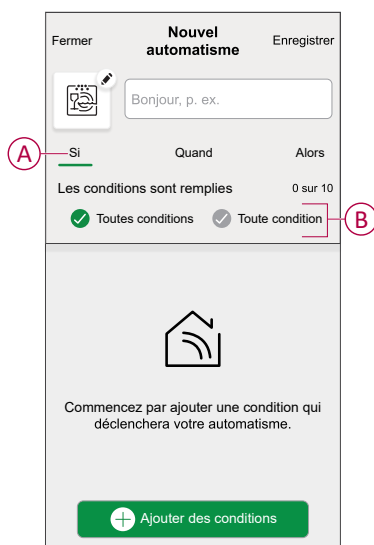 Fermer
Nouvel
automatisme
Enregistrer
Bonjour, p. ex.
A
Si
Quand
Alors
Les conditions sont remplies
0 sur 10
Toutes conditions
Toute condition
B
Commencez par ajouter une condition qui
déclenchera votre automatisme.
Ajouter des conditions